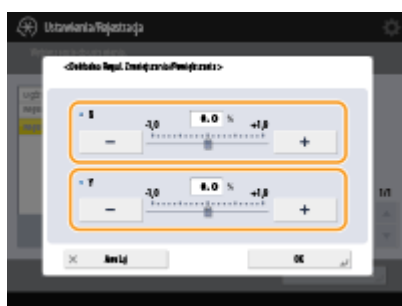 Ustawienia/Rejestracja
<Dokładna Regul. Zmniejszania/Powiększania>
X
-1,0 0.0 % +1,0
− +
Y
-1,0 0.0 % +1,0
− +
1/1
× Anuluj OK